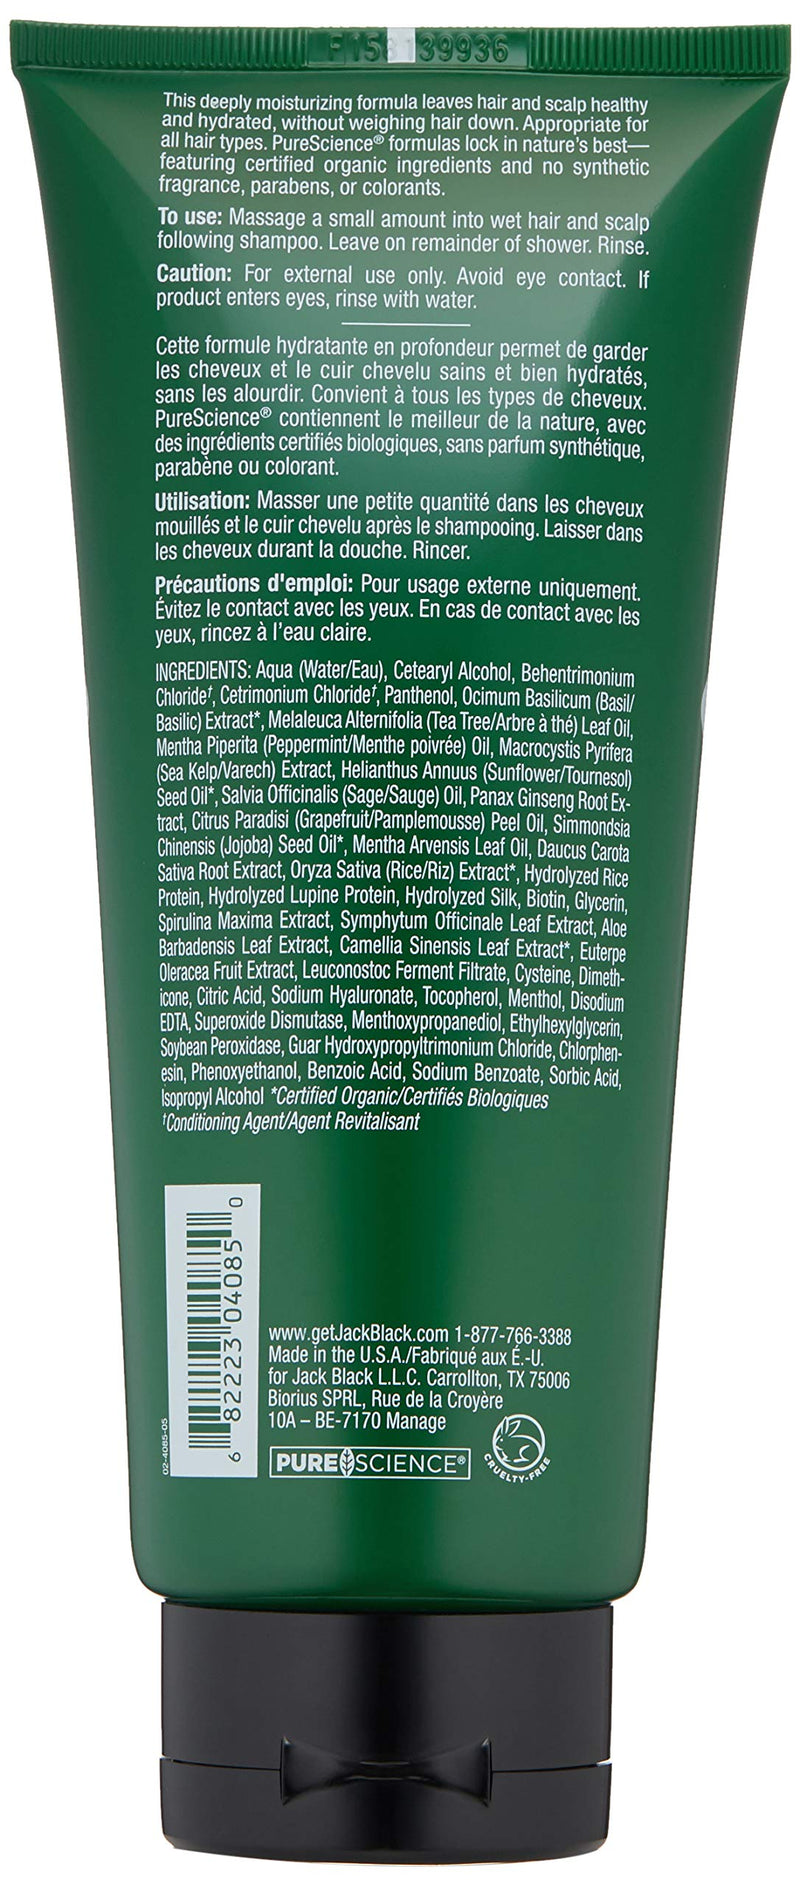 F158139936
This deeply moisturizing formula leaves hair and scalp healthy
and hydrated, without weighing hair down. Appropriate for
all hair types. PureScience® formulas lock in nature's best—
featuring certified organic ingredients and no synthetic
fragrance, parabens, or colorants.
To use: Massage a small amount into wet hair and scalp
following shampoo. Leave on remainder of shower. Rinse.
Caution: For external use only. Avoid eye contact. If
product enters eyes, rinse with water.
Cette formule hydratante en profondeur permet de garder
les cheveux et le cuir chevelu sains et bien hydratés,
sans les alourdir. Convient à tous les types de cheveux.
PureScience® contiennent le meilleur de la nature, avec
des ingrédients certifiés biologiques, sans parfum synthétique,
parabène ou colorant.
Utilisation: Masser une petite quantité dans les cheveux
mouillés et le cuir chevelu après le shampooing. Laisser dans
les cheveux durant la douche. Rincer.
Précautions d'emploi: Pour usage externe uniquement.
Évitez le contact avec les yeux. En cas de contact avec les
yeux, rincez à l'eau claire.
INGREDIENTS: Aqua (Water/Eau), Cetearyl Alcohol, Behentrimonium
Chloride†, Cetrimonium Chloride†, Panthenol, Ocimum Basilicum (Basil/
Basilic) Extract*, Melaleuca Alternifolia (Tea Tree/Arbre à thé) Leaf Oil,
Mentha Piperita (Peppermint/Menthe poivrée) Oil, Macrocystis Pyrifera
(Sea Kelp/Varech) Extract, Helianthus Annuus (Sunflower/Tournesol)
Seed Oil*, Salvia Officinalis (Sage/Sauge) Oil, Panax Ginseng Root Ex-
tract, Citrus Paradisi (Grapefruit/Pamplemousse) Peel Oil, Simmondsia
Chinensis (Jojoba) Seed Oil*, Mentha Arvensis Leaf Oil, Daucus Carota
Sativa Root Extract, Oryza Sativa (Rice/Riz) Extract*, Hydrolyzed Rice
Protein, Hydrolyzed Lupine Protein, Hydrolyzed Silk, Biotin, Glycerin,
Spirulina Maxima Extract, Symphytum Officinale Leaf Extract, Aloe
Barbadensis Leaf Extract, Camellia Sinensis Leaf Extract*, Euterpe
Oleracea Fruit Extract, Leuconostoc Ferment Filtrate, Cysteine, Dimeth-
icone, Citric Acid, Sodium Hyaluronate, Tocopherol, Menthol, Disodium
EDTA, Superoxide Dismutase, Menthoxypropanediol, Ethylhexylglycerin,
Soybean Peroxidase, Guar Hydroxypropyltrimonium Chloride, Chlorphen-
esin, Phenoxyethanol, Benzoic Acid, Sodium Benzoate, Sorbic Acid,
Isopropyl Alcohol *Certified Organic/Certifiés Biologiques
†Conditioning Agent/Agent Revitalisant
6 82223 04085 0
02-4085-05
www.getJackBlack.com 1-877-766-3388
Made in the U.S.A./Fabriqué aux É.-U.
for Jack Black L.L.C. Carrollton, TX 75006
Biorius SPRL, Rue de la Croyère
10A – BE-7170 Manage
PURE SCIENCE®
CRUELTY-FREE